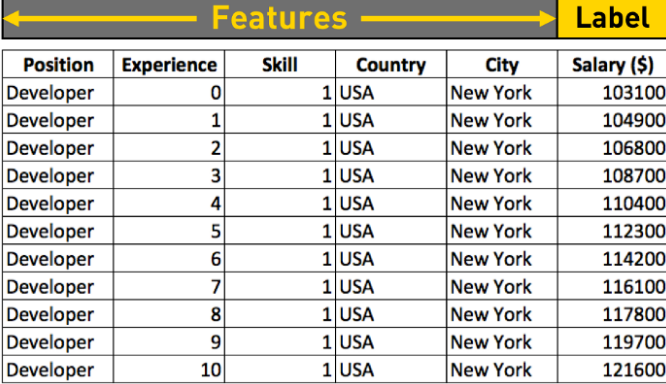 Features Label
Position Experience Skill Country City Salary ($)
Developer 0 1 USA New York 103100
Developer 1 1 USA New York 104900
Developer 2 1 USA New York 106800
Developer 3 1 USA New York 108700
Developer 4 1 USA New York 110400
Developer 5 1 USA New York 112300
Developer 6 1 USA New York 114200
Developer 7 1 USA New York 116100
Developer 8 1 USA New York 117800
Developer 9 1 USA New York 119700
Developer 10 1 USA New York 121600